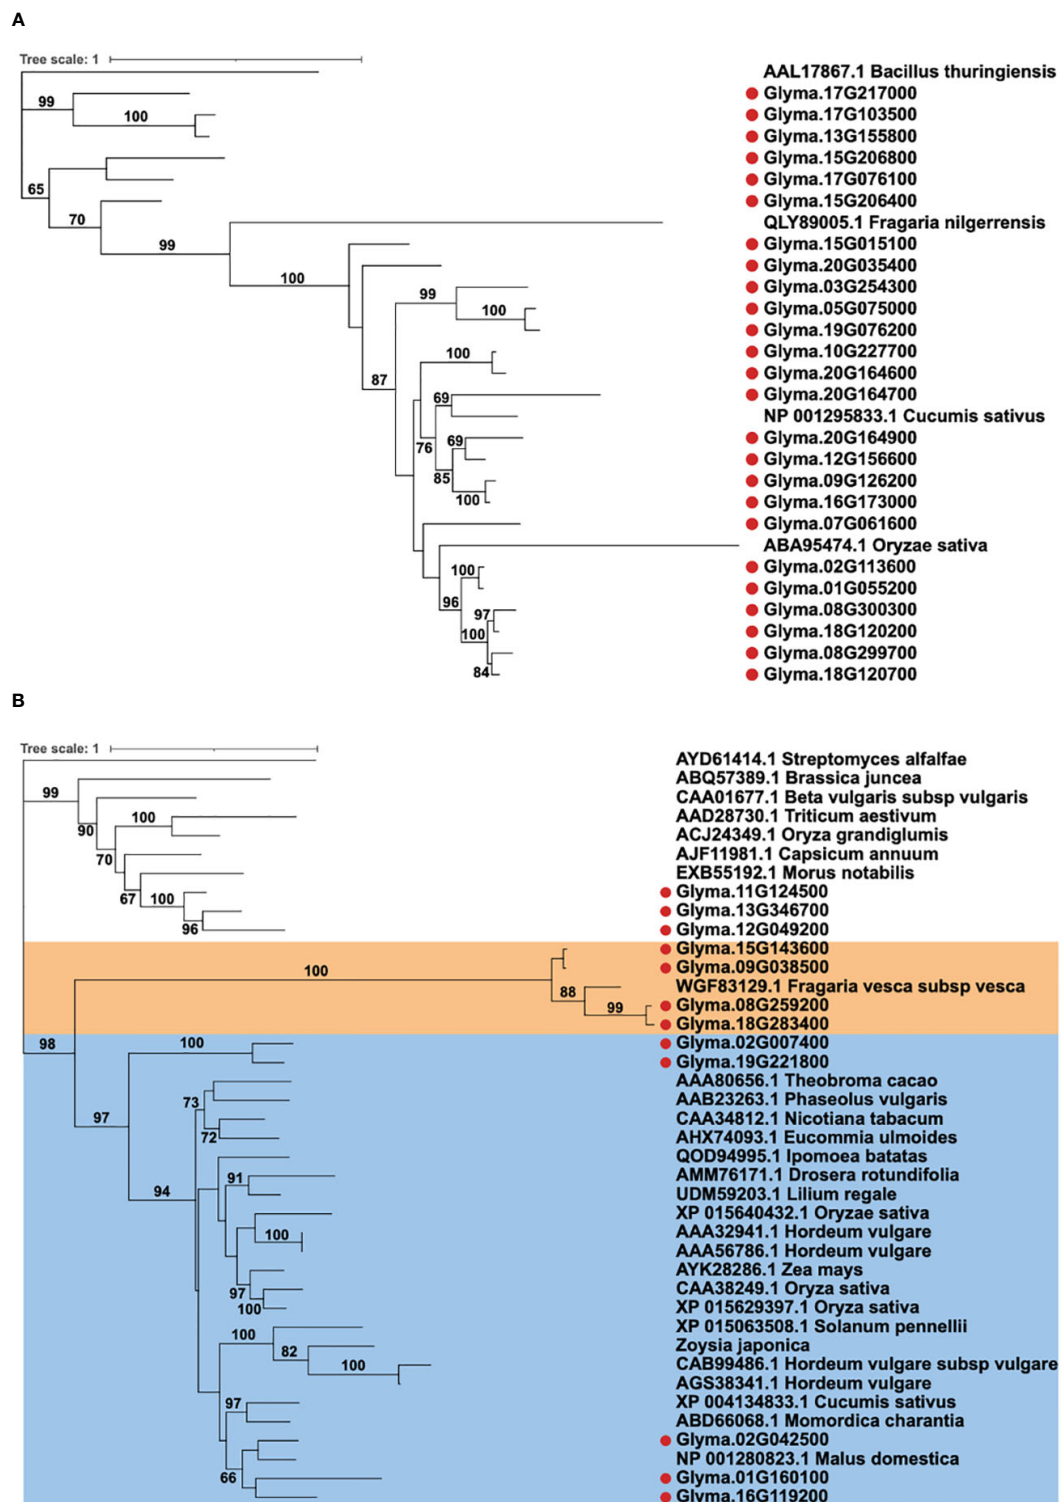 A
Tree scale: 1
AAL17867.1 Bacillus thuringiensis
Glyma.17G217000
99
100
Glyma.17G103500
Glyma.13G155800
Glyma.15G206800
Glyma.17G076100
65
Glyma.15G206400
70
QLY89005.1 Fragaria nilgerrensis
99
Glyma.15G015100
Glyma.20G035400
100
Glyma.03G254300
99
Glyma.05G075000
100
Glyma.19G076200
Glyma.10G227700
100
Glyma.20G164600
87
Glyma.20G164700
69
NP 001295833.1 Cucumis sativus
Glyma.20G164900
69
76
Glyma.12G156600
85
Glyma.09G126200
100
Glyma.16G173000
Glyma.07G061600
ABA95474.1 Oryzae sativa
Glyma.02G113600
100
Glyma.01G055200
96
Glyma.08G300300
97
Glyma.18G120200
100
Glyma.08G299700
84
Glyma.18G120700
B
Tree scale: 1
AYD61414.1 Streptomyces alfalfae
ABQ57389.1 Brassica juncea
99
CAA01677.1 Beta vulgaris subsp vulgaris
100
AAD28730.1 Triticum aestivum
90
ACJ24349.1 Oryza grandiglumis
70
AJF11981.1 Capsicum annuum
EXB55192.1 Morus notabilis
Glyma.11G124500
67
100
Glyma.13G346700
96
Glyma.12G049200
Glyma.15G143600
100
Glyma.09G038500
WGF83129.1 Fragaria vesca subsp vesca
88
Glyma.08G259200
99
Glyma.18G283400
98
100
Glyma.02G007400
Glyma.19G221800
AAA80656.1 Theobroma cacao
73
AAB23263.1 Phaseolus vulgaris
97
CAA34812.1 Nicotiana tabacum
72
AHX74093.1 Eucommia ulmoides
QOD94995.1 Ipomoea batatas
91
AMM76171.1 Drosera rotundifolia
94
UDM59203.1 Lilium regale
XP 015640432.1 Oryzae sativa
100
AAA32941.1 Hordeum vulgare
AAA56786.1 Hordeum vulgare
AYK28286.1 Zea mays
97
CAA38249.1 Oryza sativa
100
XP 015629397.1 Oryza sativa
100
XP 015063508.1 Solanum pennellii
82
Zoysia japonica
100
CAB99486.1 Hordeum vulgare subsp vulgare
AGS38341.1 Hordeum vulgare
97
XP 004134833.1 Cucumis sativus
ABD66068.1 Momordica charantia
Glyma.02G042500
NP 001280823.1 Malus domestica
66
Glyma.01G160100
Glyma.16G119200